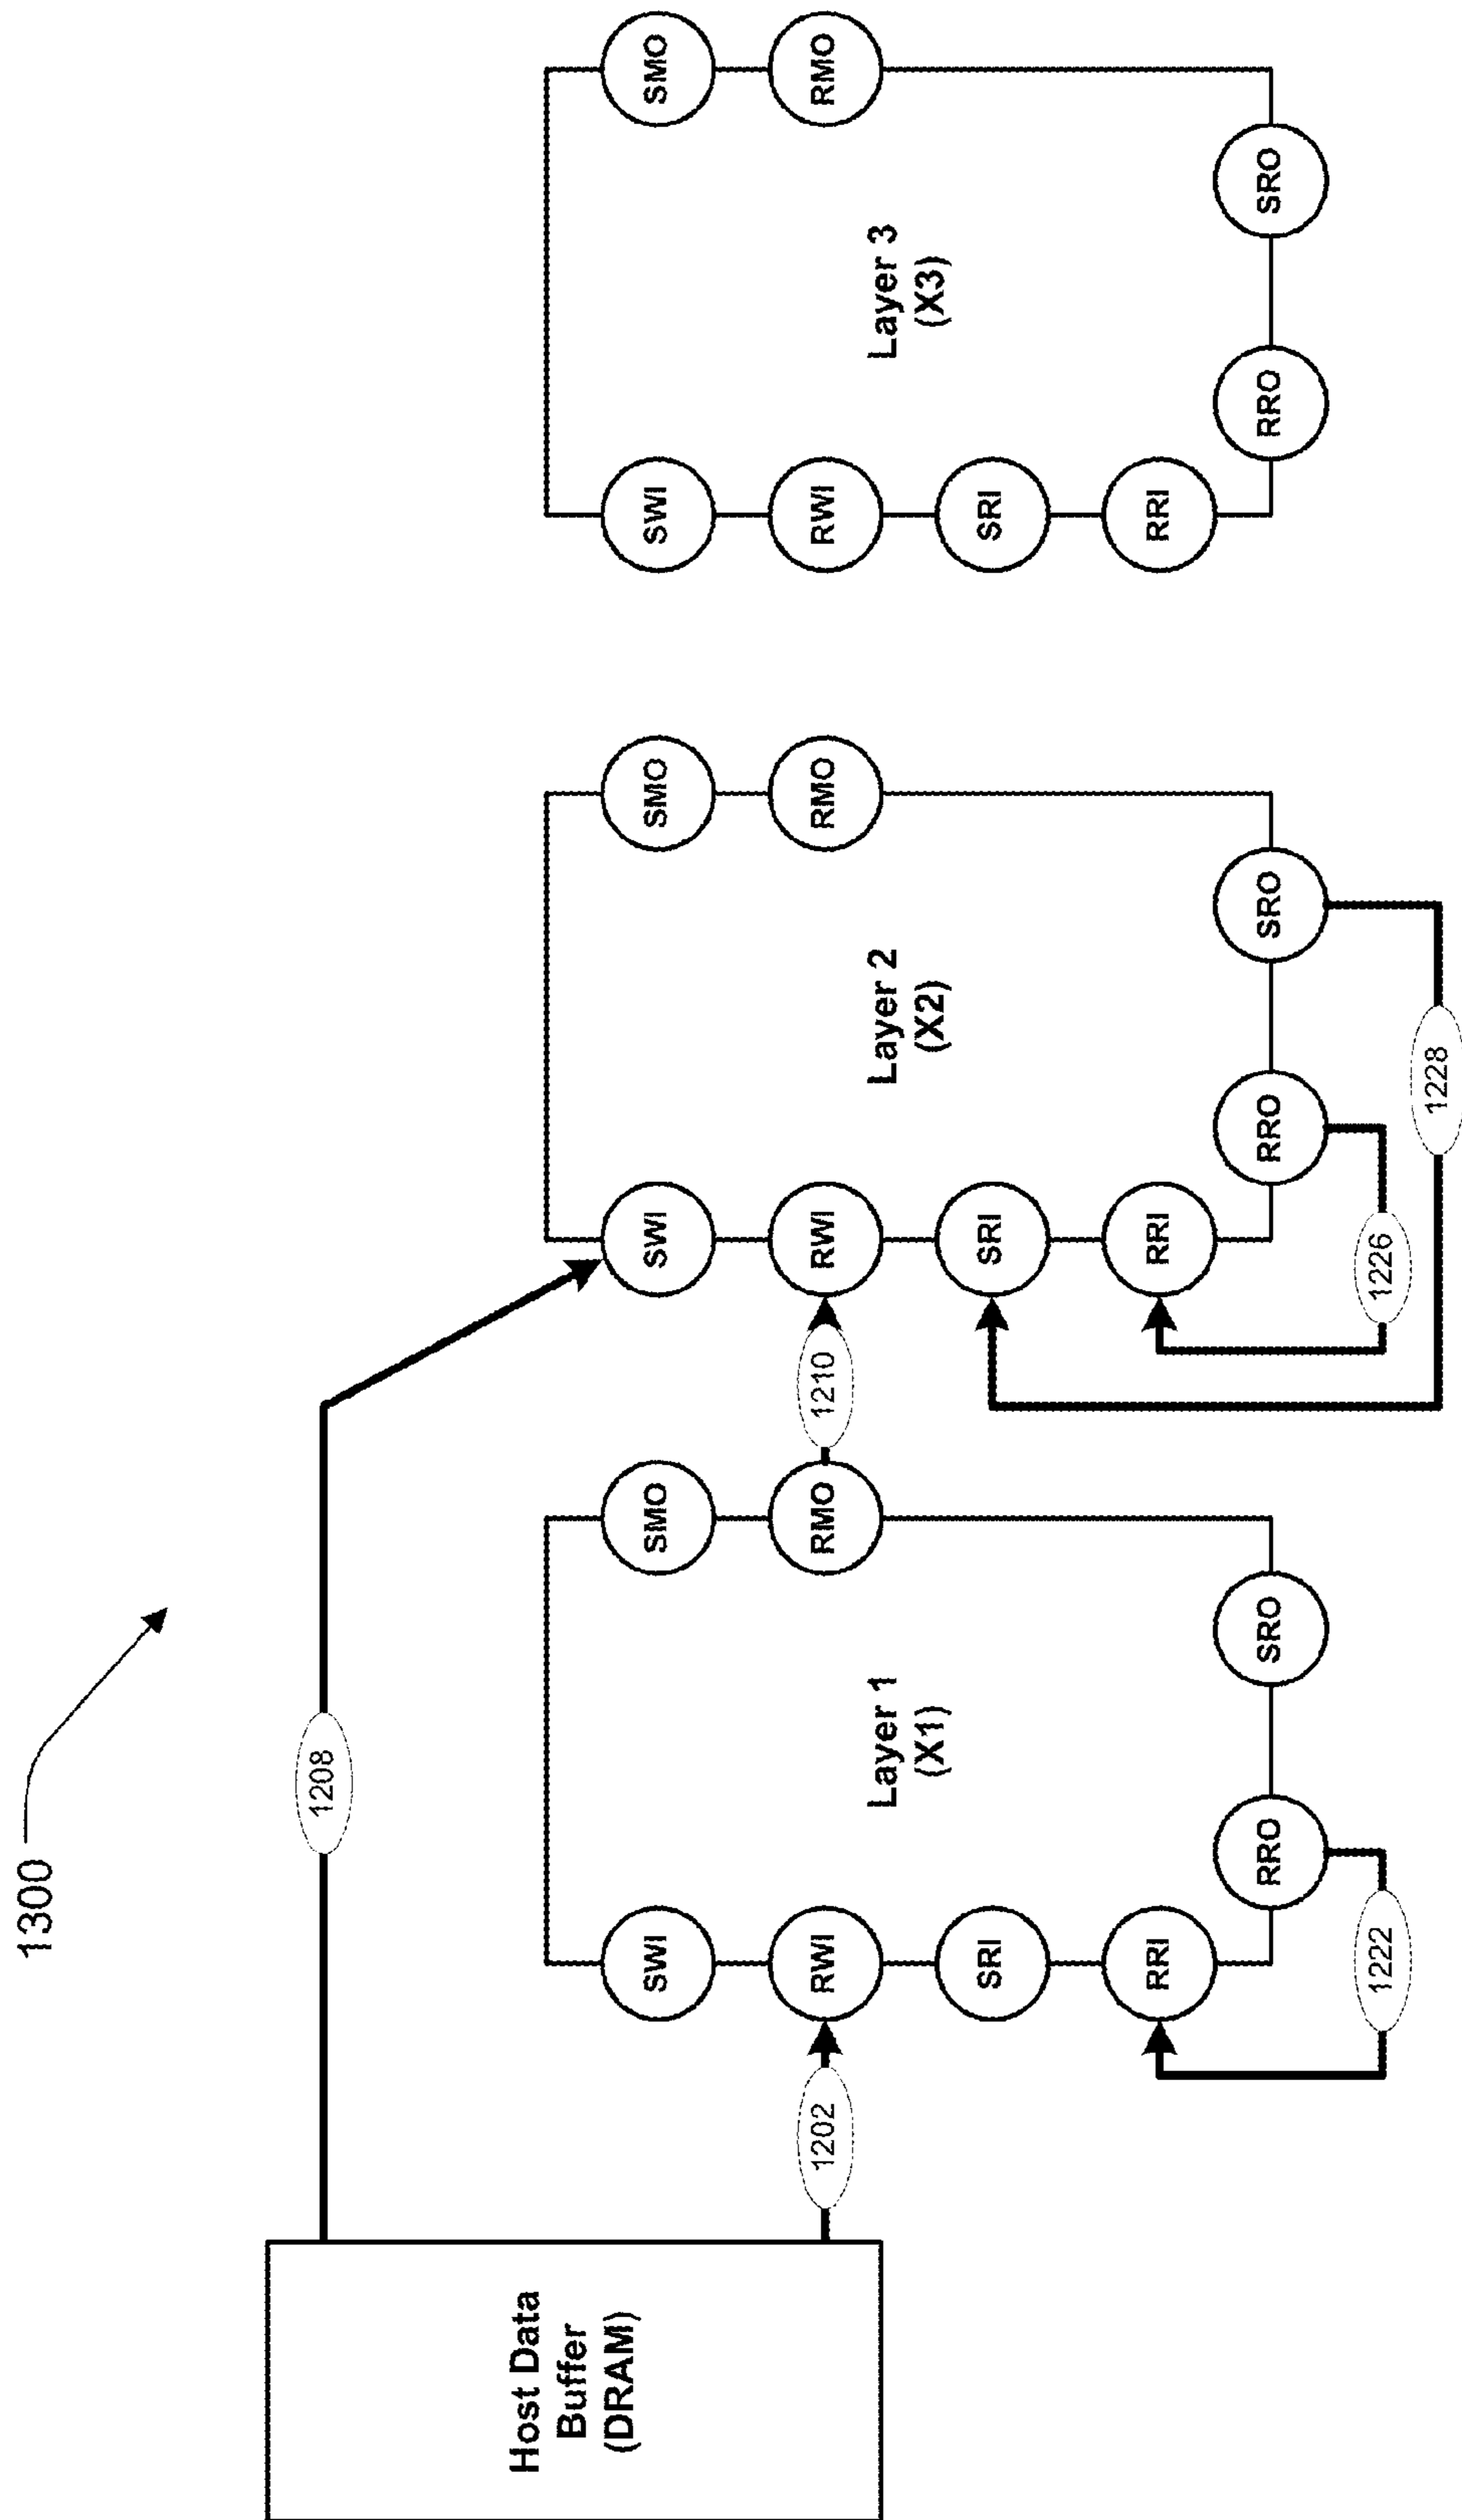 1300
Host Data
Buffer
(DRAM)
1208
1202
SWI
RWI
SRI
RRI
Layer 1
(X1)
SMO
RMO
RRO
SRO
1222
1210
SWI
RWI
SRI
RRI
Layer 2
(X2)
SMO
RMO
RRO
SRO
1226
1228
SWI
RWI
SRI
RRI
Layer 3
(X3)
SMO
RMO
RRO
SRO